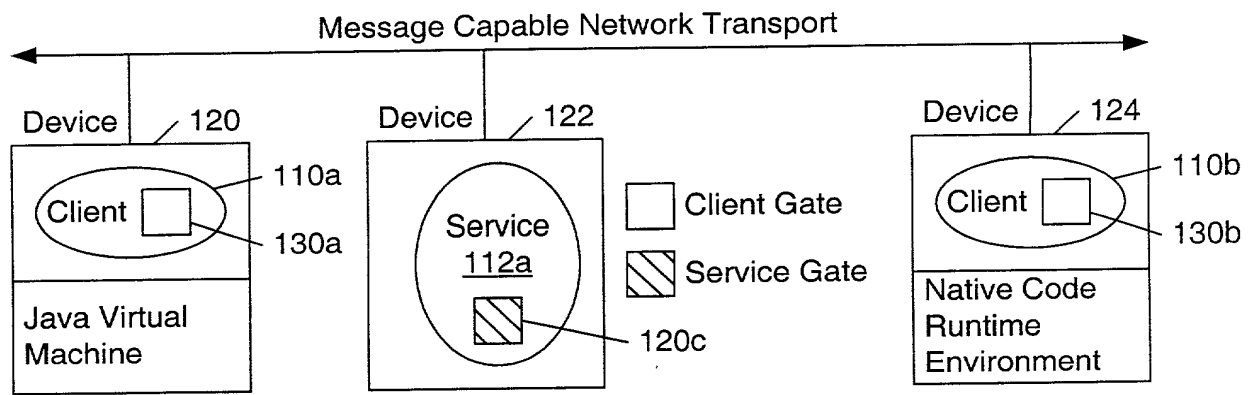 Message Capable Network Transport
Device
120
Device
122
Device
124
110a
Client
130a
Java Virtual
Machine
Service
112a
120c
Client Gate
Service Gate
110b
Client
130b
Native Code
Runtime
Environment